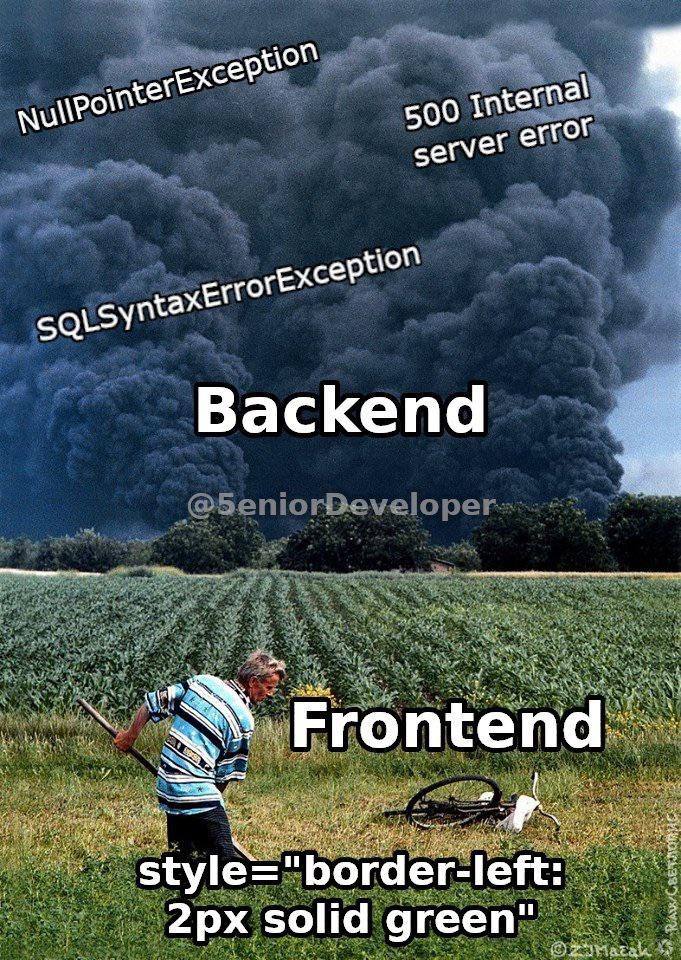 NullPointerException
500 Internal
server error
SQLSyntaxErrorException
Backend
@5eniorDeveloper
Frontend
style="border-left:
2px solid green"